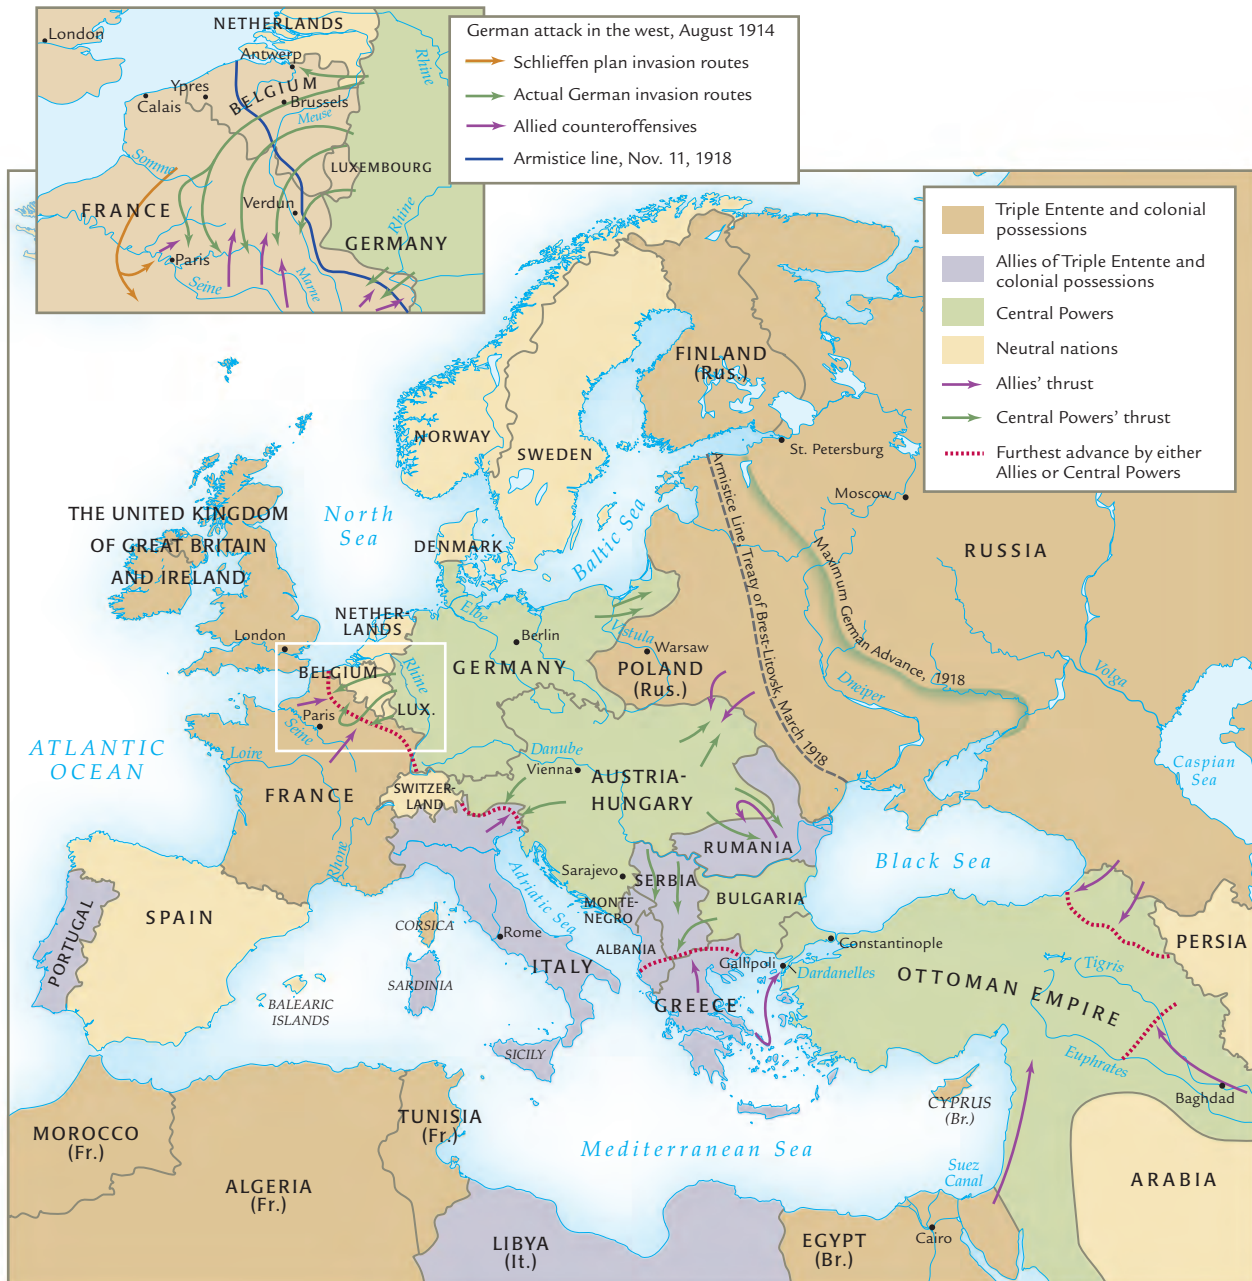 London
NETHERLANDS
Antwerp
Rhine
Ypres
BELGIUM
Calais
Brussels
Meuse
Somme
LUXEMBOURG
FRANCE
Verdun
Rhine
GERMANY
Paris
Seine
Marne
German attack in the west, August 1914
Schlieffen plan invasion routes
Actual German invasion routes
Allied counteroffensives
Armistice line, Nov. 11, 1918
Triple Entente and colonial
possessions
Allies of Triple Entente and
colonial possessions
Central Powers
Neutral nations
Allies' thrust
Central Powers' thrust
Furthest advance by either
Allies or Central Powers
FINLAND
(Rus.)
NORWAY
SWEDEN
St. Petersburg
Moscow
THE UNITED KINGDOM
OF GREAT BRITAIN
AND IRELAND
North
Sea
DENMARK
Baltic Sea
Armistice Line, Treaty of Brest-Litovsk, March 1918
Maximum German Advance, 1918
RUSSIA
NETHER-
LANDS
London
Elbe
Berlin
Vistula
Warsaw
BELGIUM
Rhine
GERMANY
POLAND
(Rus.)
Dneiper
Volga
LUX.
Paris
Seine
ATLANTIC
OCEAN
Loire
Danube
Vienna
AUSTRIA-
HUNGARY
Caspian
Sea
FRANCE
SWITZER-
LAND
RUMANIA
Black Sea
Rhone
Sarajevo
SERBIA
Adriatic Sea
BULGARIA
MONTE-
NEGRO
PORTUGAL
SPAIN
CORSICA
Rome
ALBANIA
Constantinople
PERSIA
ITALY
Gallipoli
Dardanelles
Tigris
SARDINIA
OTTOMAN EMPIRE
BALEARIC
ISLANDS
GREECE
SICILY
Euphrates
Baghdad
CYPRUS
(Br.)
MOROCCO
(Fr.)
TUNISIA
(Fr.)
Mediterranean Sea
Suez
Canal
ARABIA
ALGERIA
(Fr.)
LIBYA
(It.)
EGYPT
(Br.)
Cairo